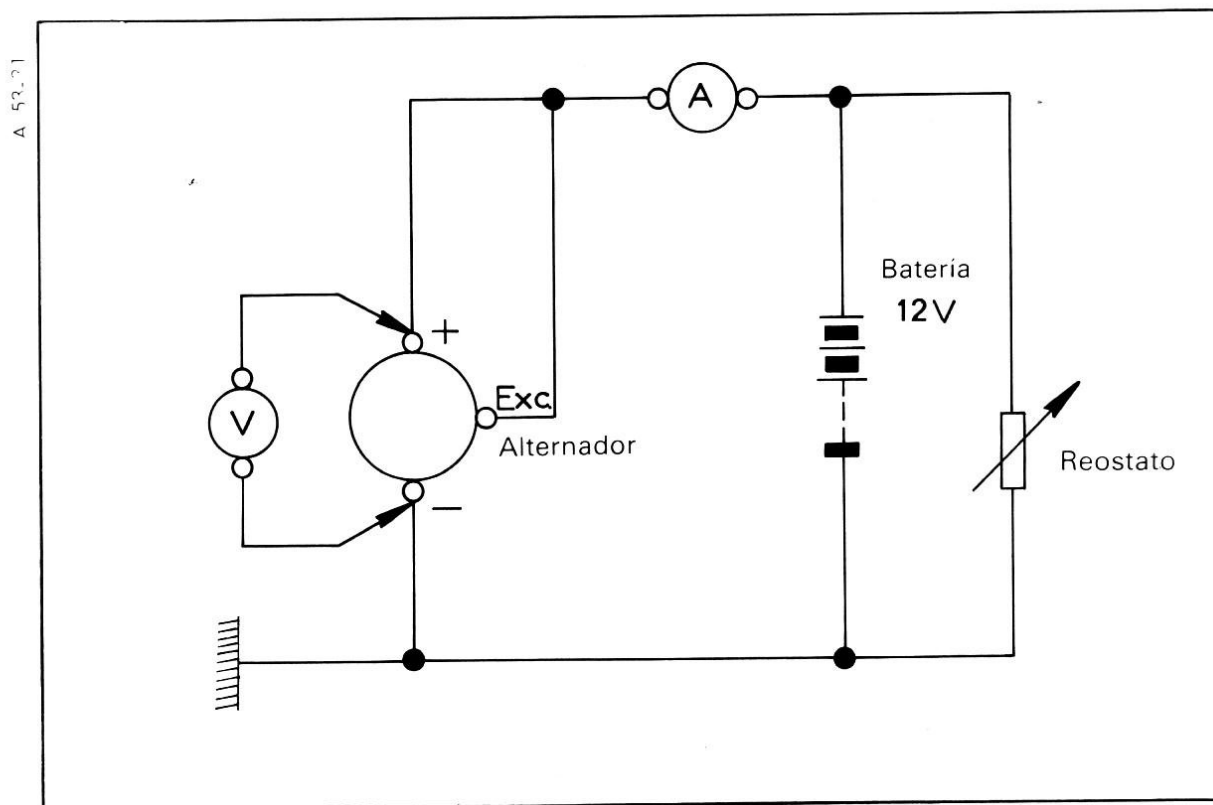 A
Batería
12V
+
Exc.
V
Alternador
Reostato
−